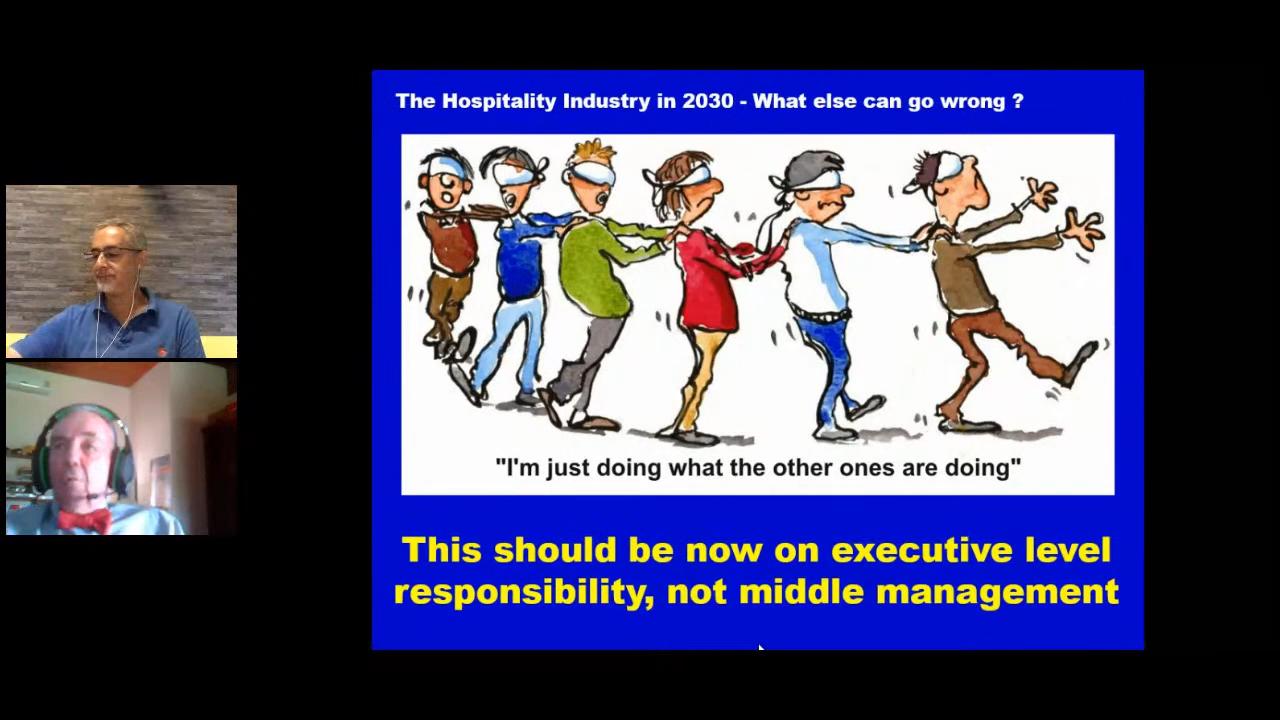 The Hospitality Industry in 2030 - What else can go wrong ?
"I'm just doing what the other ones are doing"
This should be now on executive level
responsibility, not middle management